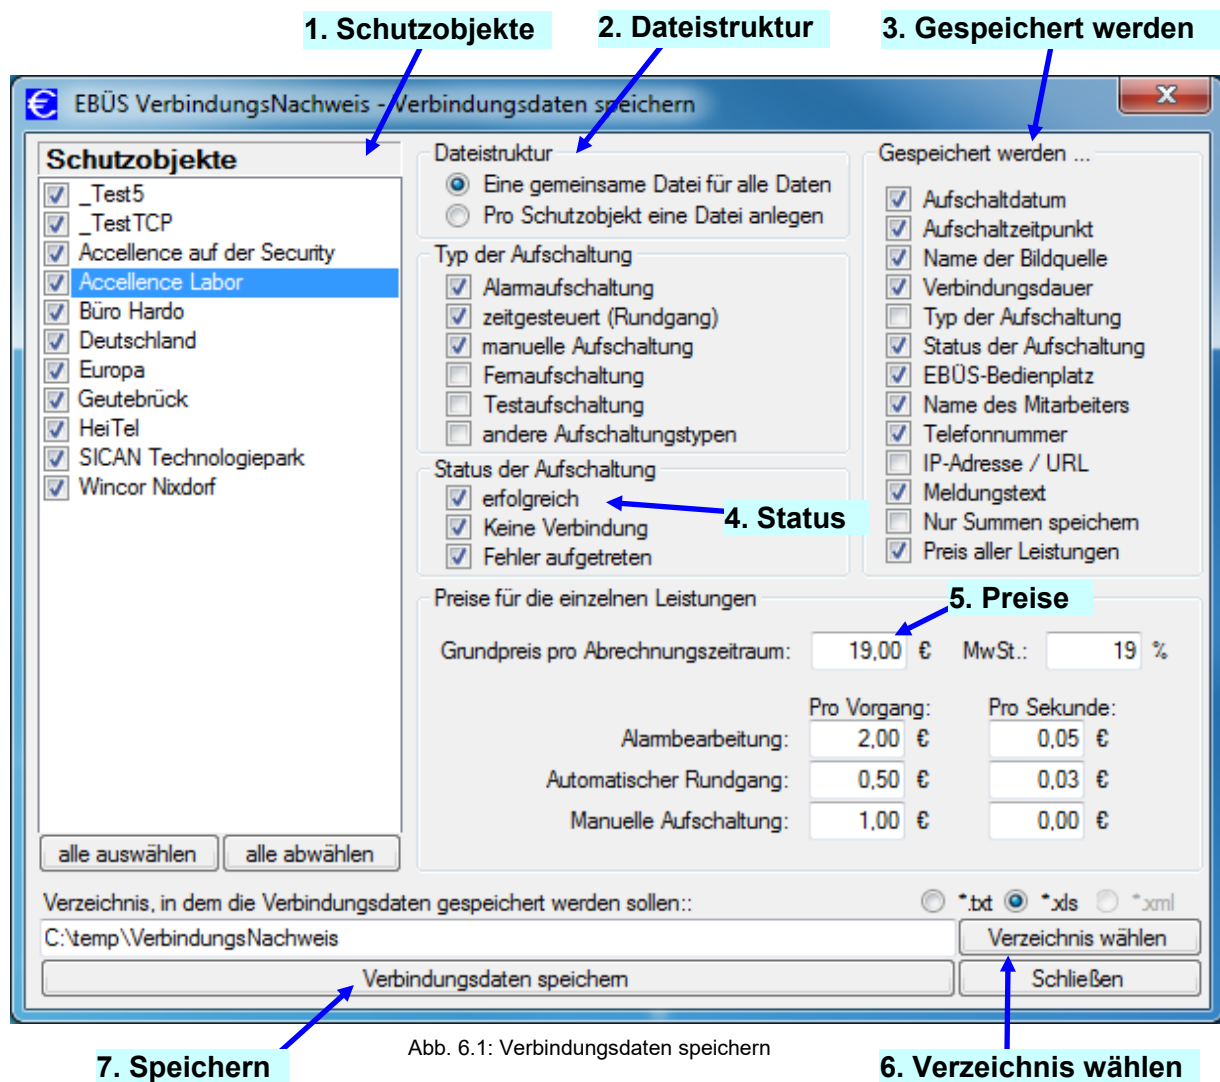 1. Schutzobjekte
2. Dateistruktur
3. Gespeichert werden
EBÜS VerbindungsNachweis - Verbindungsdaten speichern
Schutzobjekte
_Test5
_TestTCP
Accellence auf der Security
Accellence Labor
Büro Hardo
Deutschland
Europa
Geutebrück
HeiTel
SICAN Technologiepark
Wincor Nixdorf
alle auswählen
alle abwählen
Dateistruktur
Eine gemeinsame Datei für alle Daten
Pro Schutzobjekt eine Datei anlegen
Typ der Aufschaltung
Alarmaufschaltung
zeitgesteuert (Rundgang)
manuelle Aufschaltung
Fernaufschaltung
Testaufschaltung
andere Aufschaltungstypen
Status der Aufschaltung
erfolgreich
Keine Verbindung
Fehler aufgetreten
4. Status
Gespeichert werden ...
Aufschaltdatum
Aufschaltzeitpunkt
Name der Bildquelle
Verbindungsdauer
Typ der Aufschaltung
Status der Aufschaltung
EBÜS-Bedienplatz
Name des Mitarbeiters
Telefonnummer
IP-Adresse / URL
Meldungstext
Nur Summen speichern
Preis aller Leistungen
Preise für die einzelnen Leistungen
5. Preise
Grundpreis pro Abrechnungszeitraum: 19,00 € MwSt.: 19 %
Pro Vorgang: Pro Sekunde:
Alarmbearbeitung: 2,00 € 0,05 €
Automatischer Rundgang: 0,50 € 0,03 €
Manuelle Aufschaltung: 1,00 € 0,00 €
Verzeichnis, in dem die Verbindungsdaten gespeichert werden sollen::
*.txt *.xls *.xml
C:\temp\VerbindungsNachweis
Verzeichnis wählen
Verbindungsdaten speichern
Schließen
Abb. 6.1: Verbindungsdaten speichern
7. Speichern
6. Verzeichnis wählen